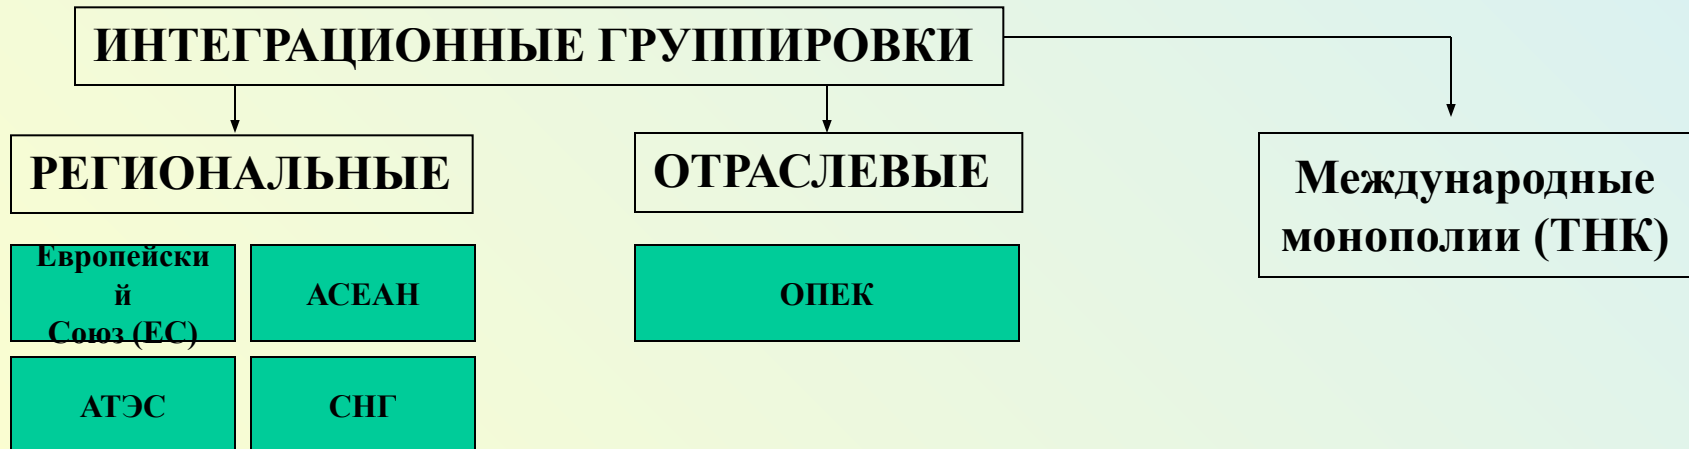 ИНТЕГРАЦИОННЫЕ ГРУППИРОВКИ
РЕГИОНАЛЬНЫЕ
ОТРАСЛЕВЫЕ
Международные
монополии (ТНК)
Европейски
й
Союз (ЕС)
АСЕАН
ОПЕК
АТЭС
СНГ